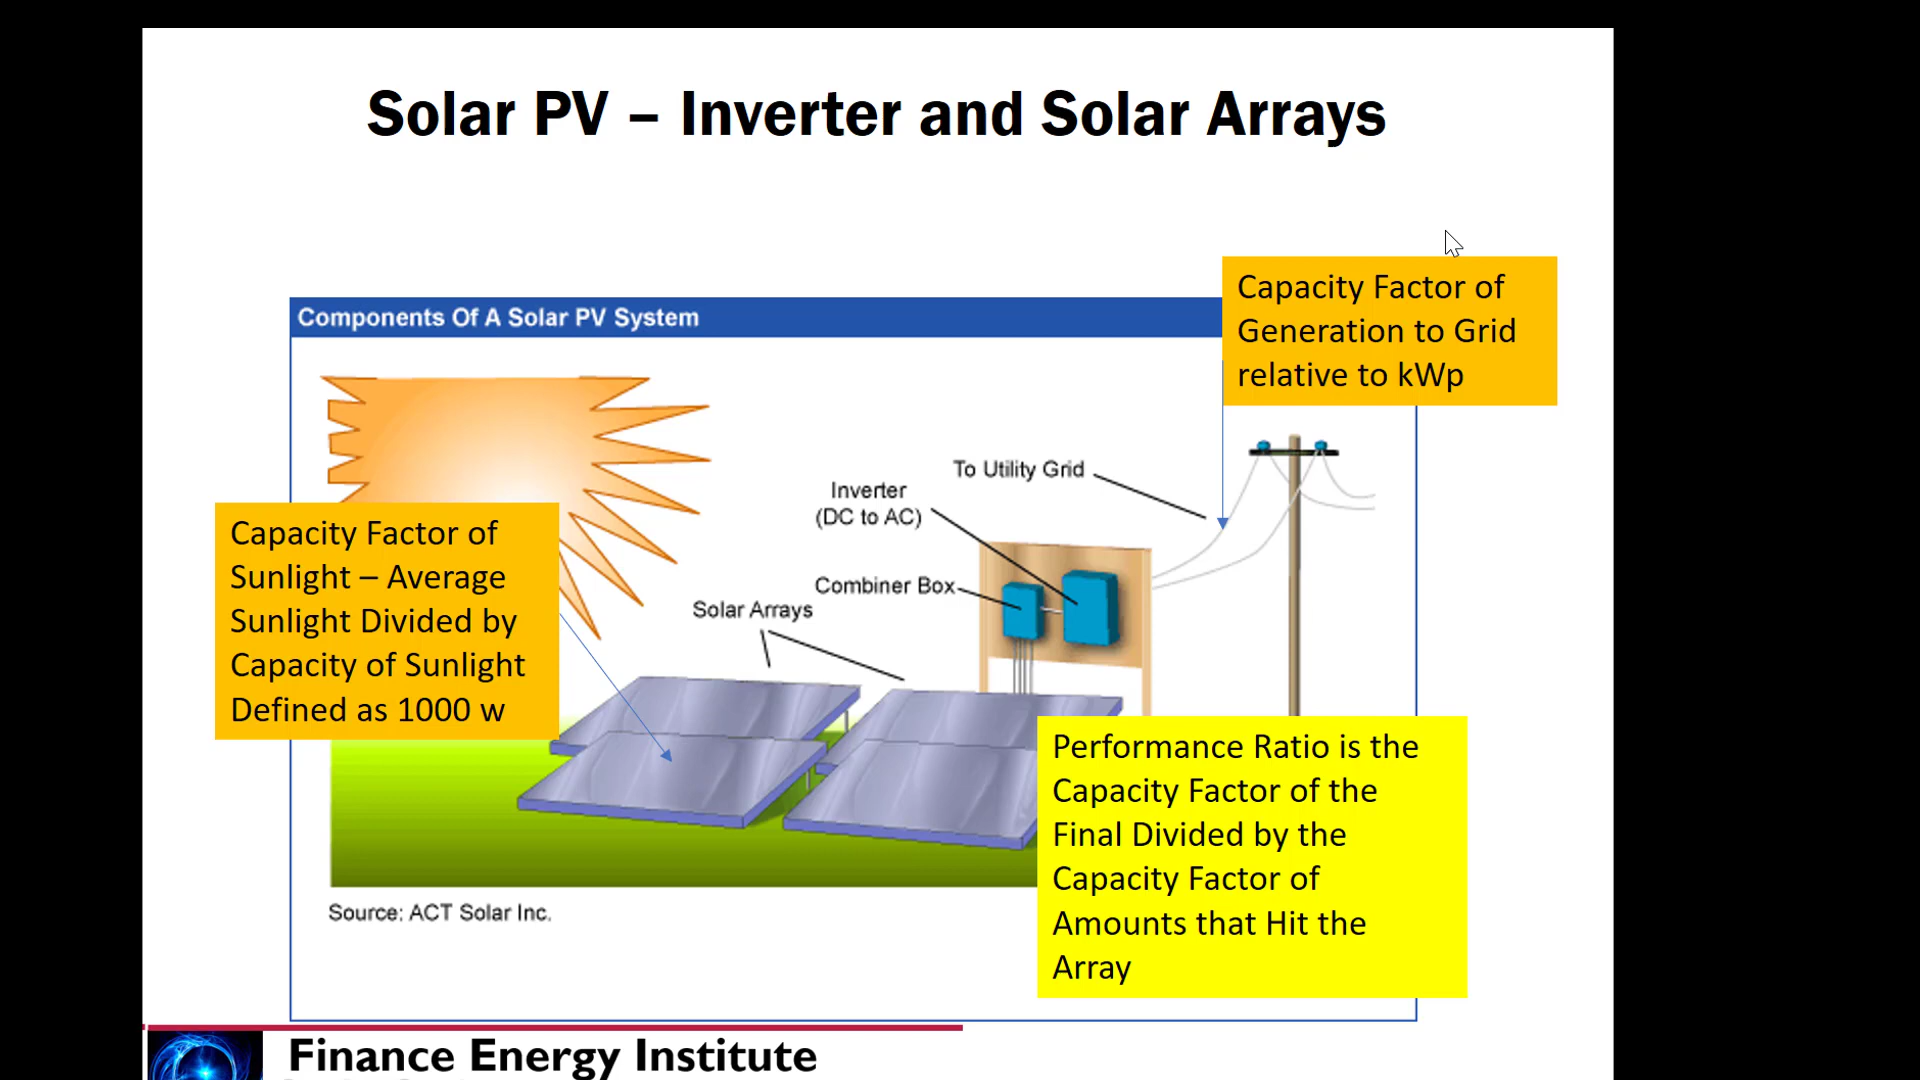 Solar PV – Inverter and Solar Arrays
Capacity Factor of
Generation to Grid
relative to kWp
Components Of A Solar PV System
To Utility Grid
Inverter
(DC to AC)
Capacity Factor of
Sunlight – Average
Sunlight Divided by
Capacity of Sunlight
Defined as 1000 w
Combiner Box
Solar Arrays
Performance Ratio is the
Capacity Factor of the
Final Divided by the
Capacity Factor of
Amounts that Hit the
Array
Source: ACT Solar Inc.
Finance Energy Institute